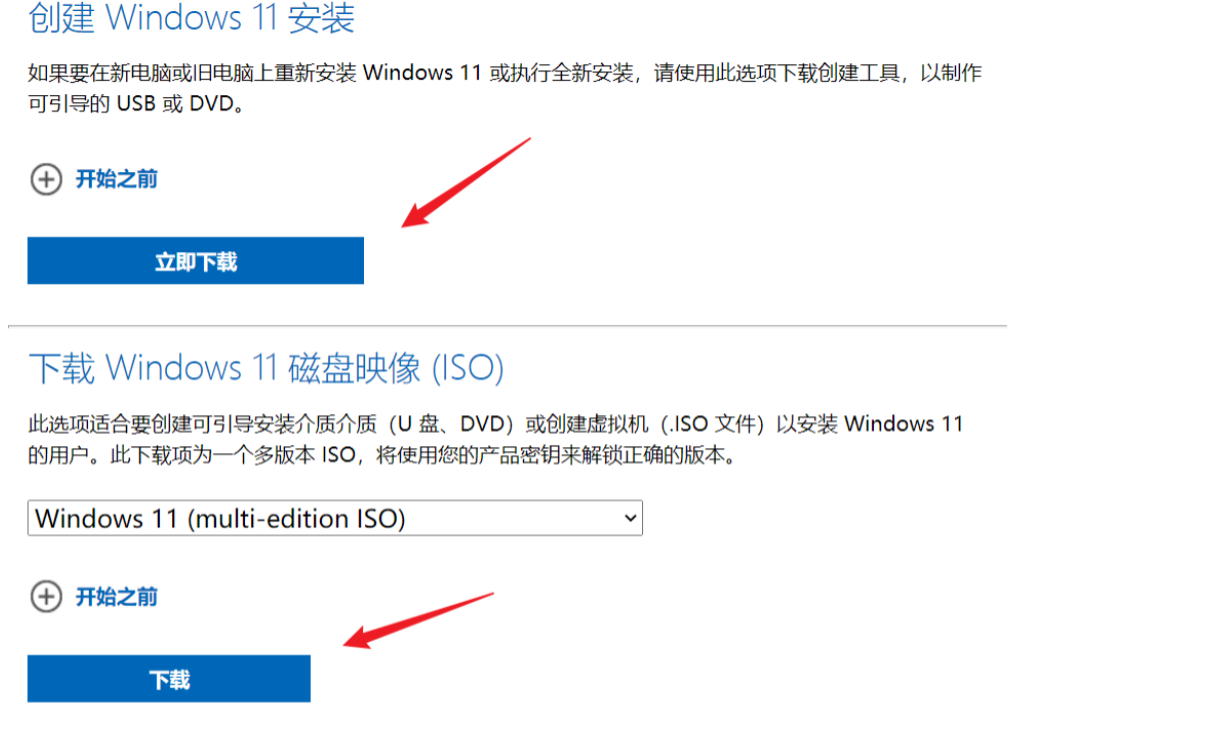 创建 Windows 11 安装
如果要在新电脑或旧电脑上重新安装 Windows 11 或执行全新安装，请使用此选项下载创建工具，以制作
可引导的 USB 或 DVD。
开始之前
立即下载
下载 Windows 11 磁盘映像 (ISO)
此选项适合要创建可引导安装介质介质（U 盘、DVD）或创建虚拟机（.ISO 文件）以安装 Windows 11
的用户。此下载项为一个多版本 ISO，将使用您的产品密钥来解锁正确的版本。
Windows 11 (multi-edition ISO)
开始之前
下载